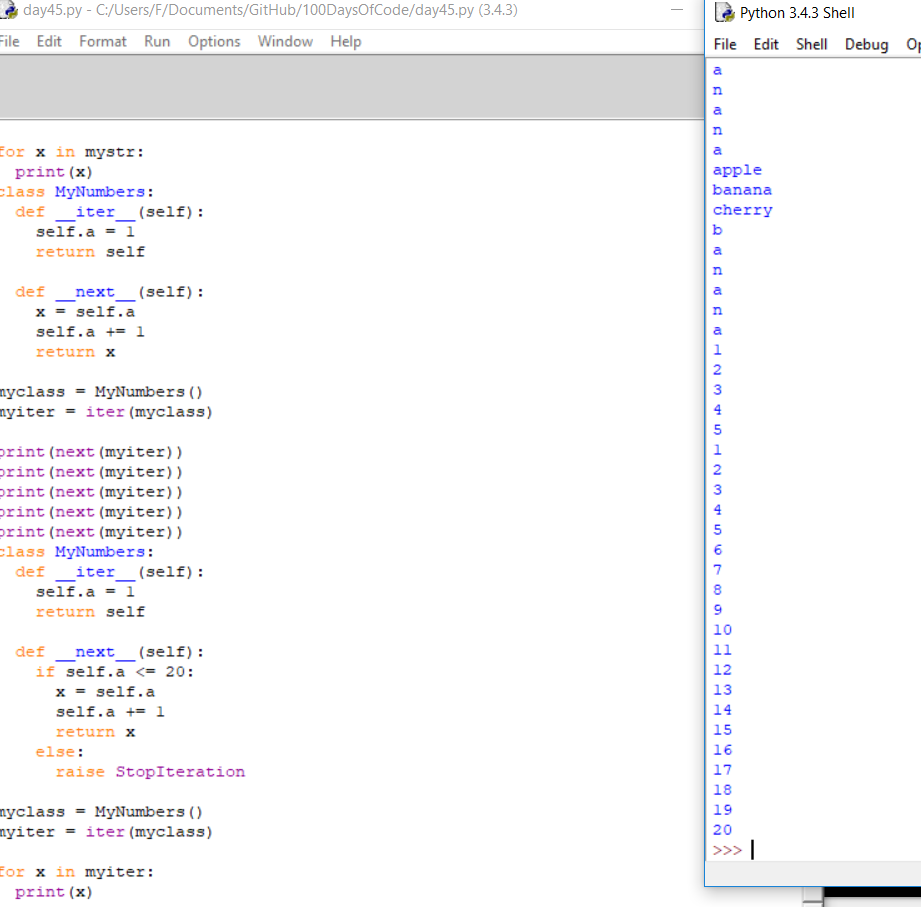 day45.py - C:/Users/F/Documents/GitHub/100DaysOfCode/day45.py (3.4.3)
File Edit Format Run Options Window Help
for x in mystr:
  print(x)
class MyNumbers:
  def __iter__(self):
    self.a = 1
    return self
  def __next__(self):
    x = self.a
    self.a += 1
    return x
myclass = MyNumbers()
myiter = iter(myclass)
print(next(myiter))
print(next(myiter))
print(next(myiter))
print(next(myiter))
print(next(myiter))
class MyNumbers:
  def __iter__(self):
    self.a = 1
    return self
  def __next__(self):
    if self.a <= 20:
      x = self.a
      self.a += 1
      return x
    else:
      raise StopIteration
myclass = MyNumbers()
myiter = iter(myclass)
for x in myiter:
  print(x)
Python 3.4.3 Shell
File Edit Shell Debug Op
a
n
a
n
a
apple
banana
cherry
b
a
n
a
n
a
1
2
3
4
5
1
2
3
4
5
6
7
8
9
10
11
12
13
14
15
16
17
18
19
20
>>>